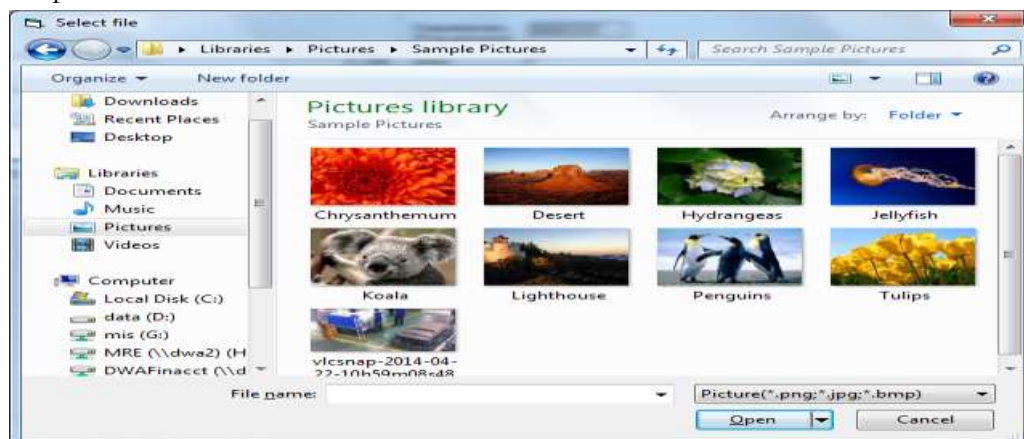 Select file
Libraries ▸ Pictures ▸ Sample Pictures
Search Sample Pictures
Organize
New folder
Downloads
Recent Places
Desktop
Libraries
Documents
Music
Pictures
Videos
Computer
Local Disk (C:)
data (D:)
mis (G:)
MRE (\\dwa2) (H
DWAFinacct (\\d
Pictures library
Sample Pictures
Arrange by: Folder
Chrysanthemum
Desert
Hydrangeas
Jellyfish
Koala
Lighthouse
Penguins
Tulips
vlcsnap-2014-04-
22-10h59m08s48
File name:
Picture(*.png;*.jpg;*.bmp)
Open
Cancel